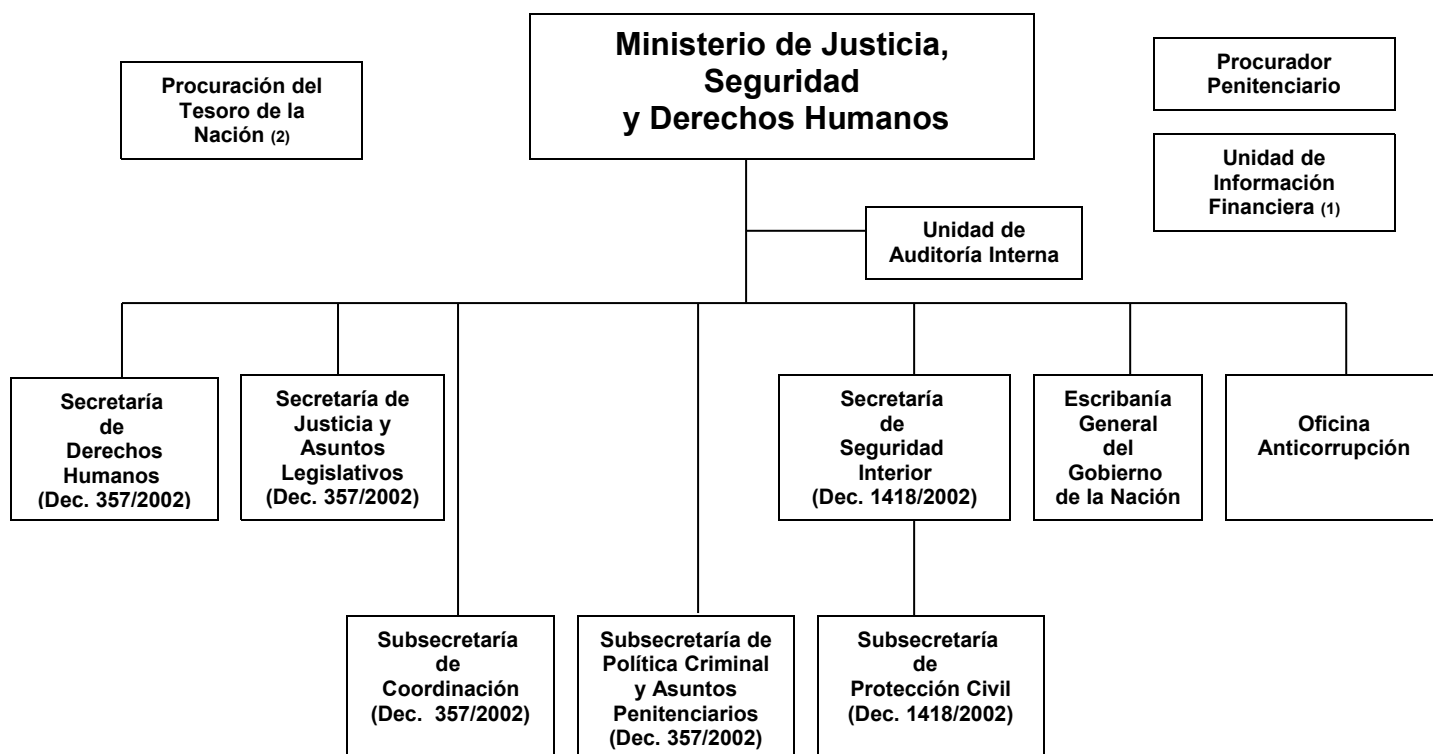 Ministerio de Justicia,
Seguridad
y Derechos Humanos
Procuración del
Tesoro de la
Nación (2)
Procurador
Penitenciario
Unidad de
Información
Financiera (1)
Unidad de
Auditoría Interna
Secretaría
de
Derechos
Humanos
(Dec. 357/2002)
Secretaría de
Justicia y
Asuntos
Legislativos
(Dec. 357/2002)
Secretaría
de
Seguridad
Interior
(Dec. 1418/2002)
Escribanía
General
del
Gobierno
de la Nación
Oficina
Anticorrupción
Subsecretaría
de
Coordinación
(Dec. 357/2002)
Subsecretaría de
Política Criminal
y Asuntos
Penitenciarios
(Dec. 357/2002)
Subsecretaría
de
Protección Civil
(Dec. 1418/2002)